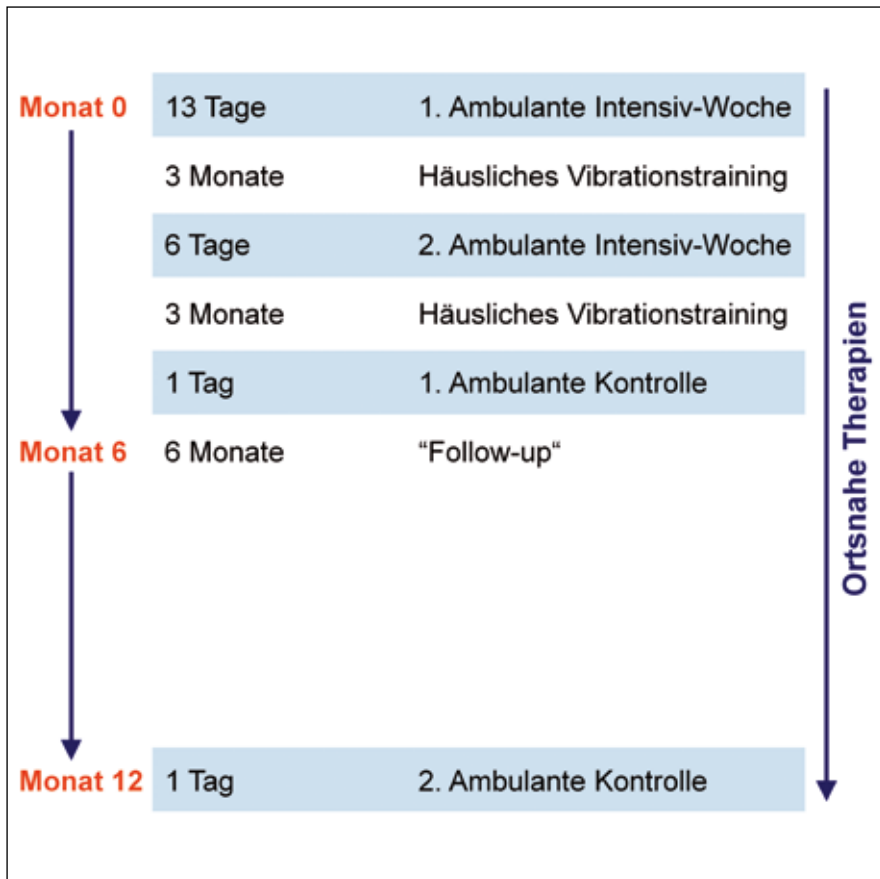 Monat 0 13 Tage 1. Ambulante Intensiv-Woche
3 Monate Häusliches Vibrationstraining
6 Tage 2. Ambulante Intensiv-Woche
3 Monate Häusliches Vibrationstraining
1 Tag 1. Ambulante Kontrolle
Monat 6 6 Monate “Follow-up“
Monat 12 1 Tag 2. Ambulante Kontrolle
Ortsnahe Therapien